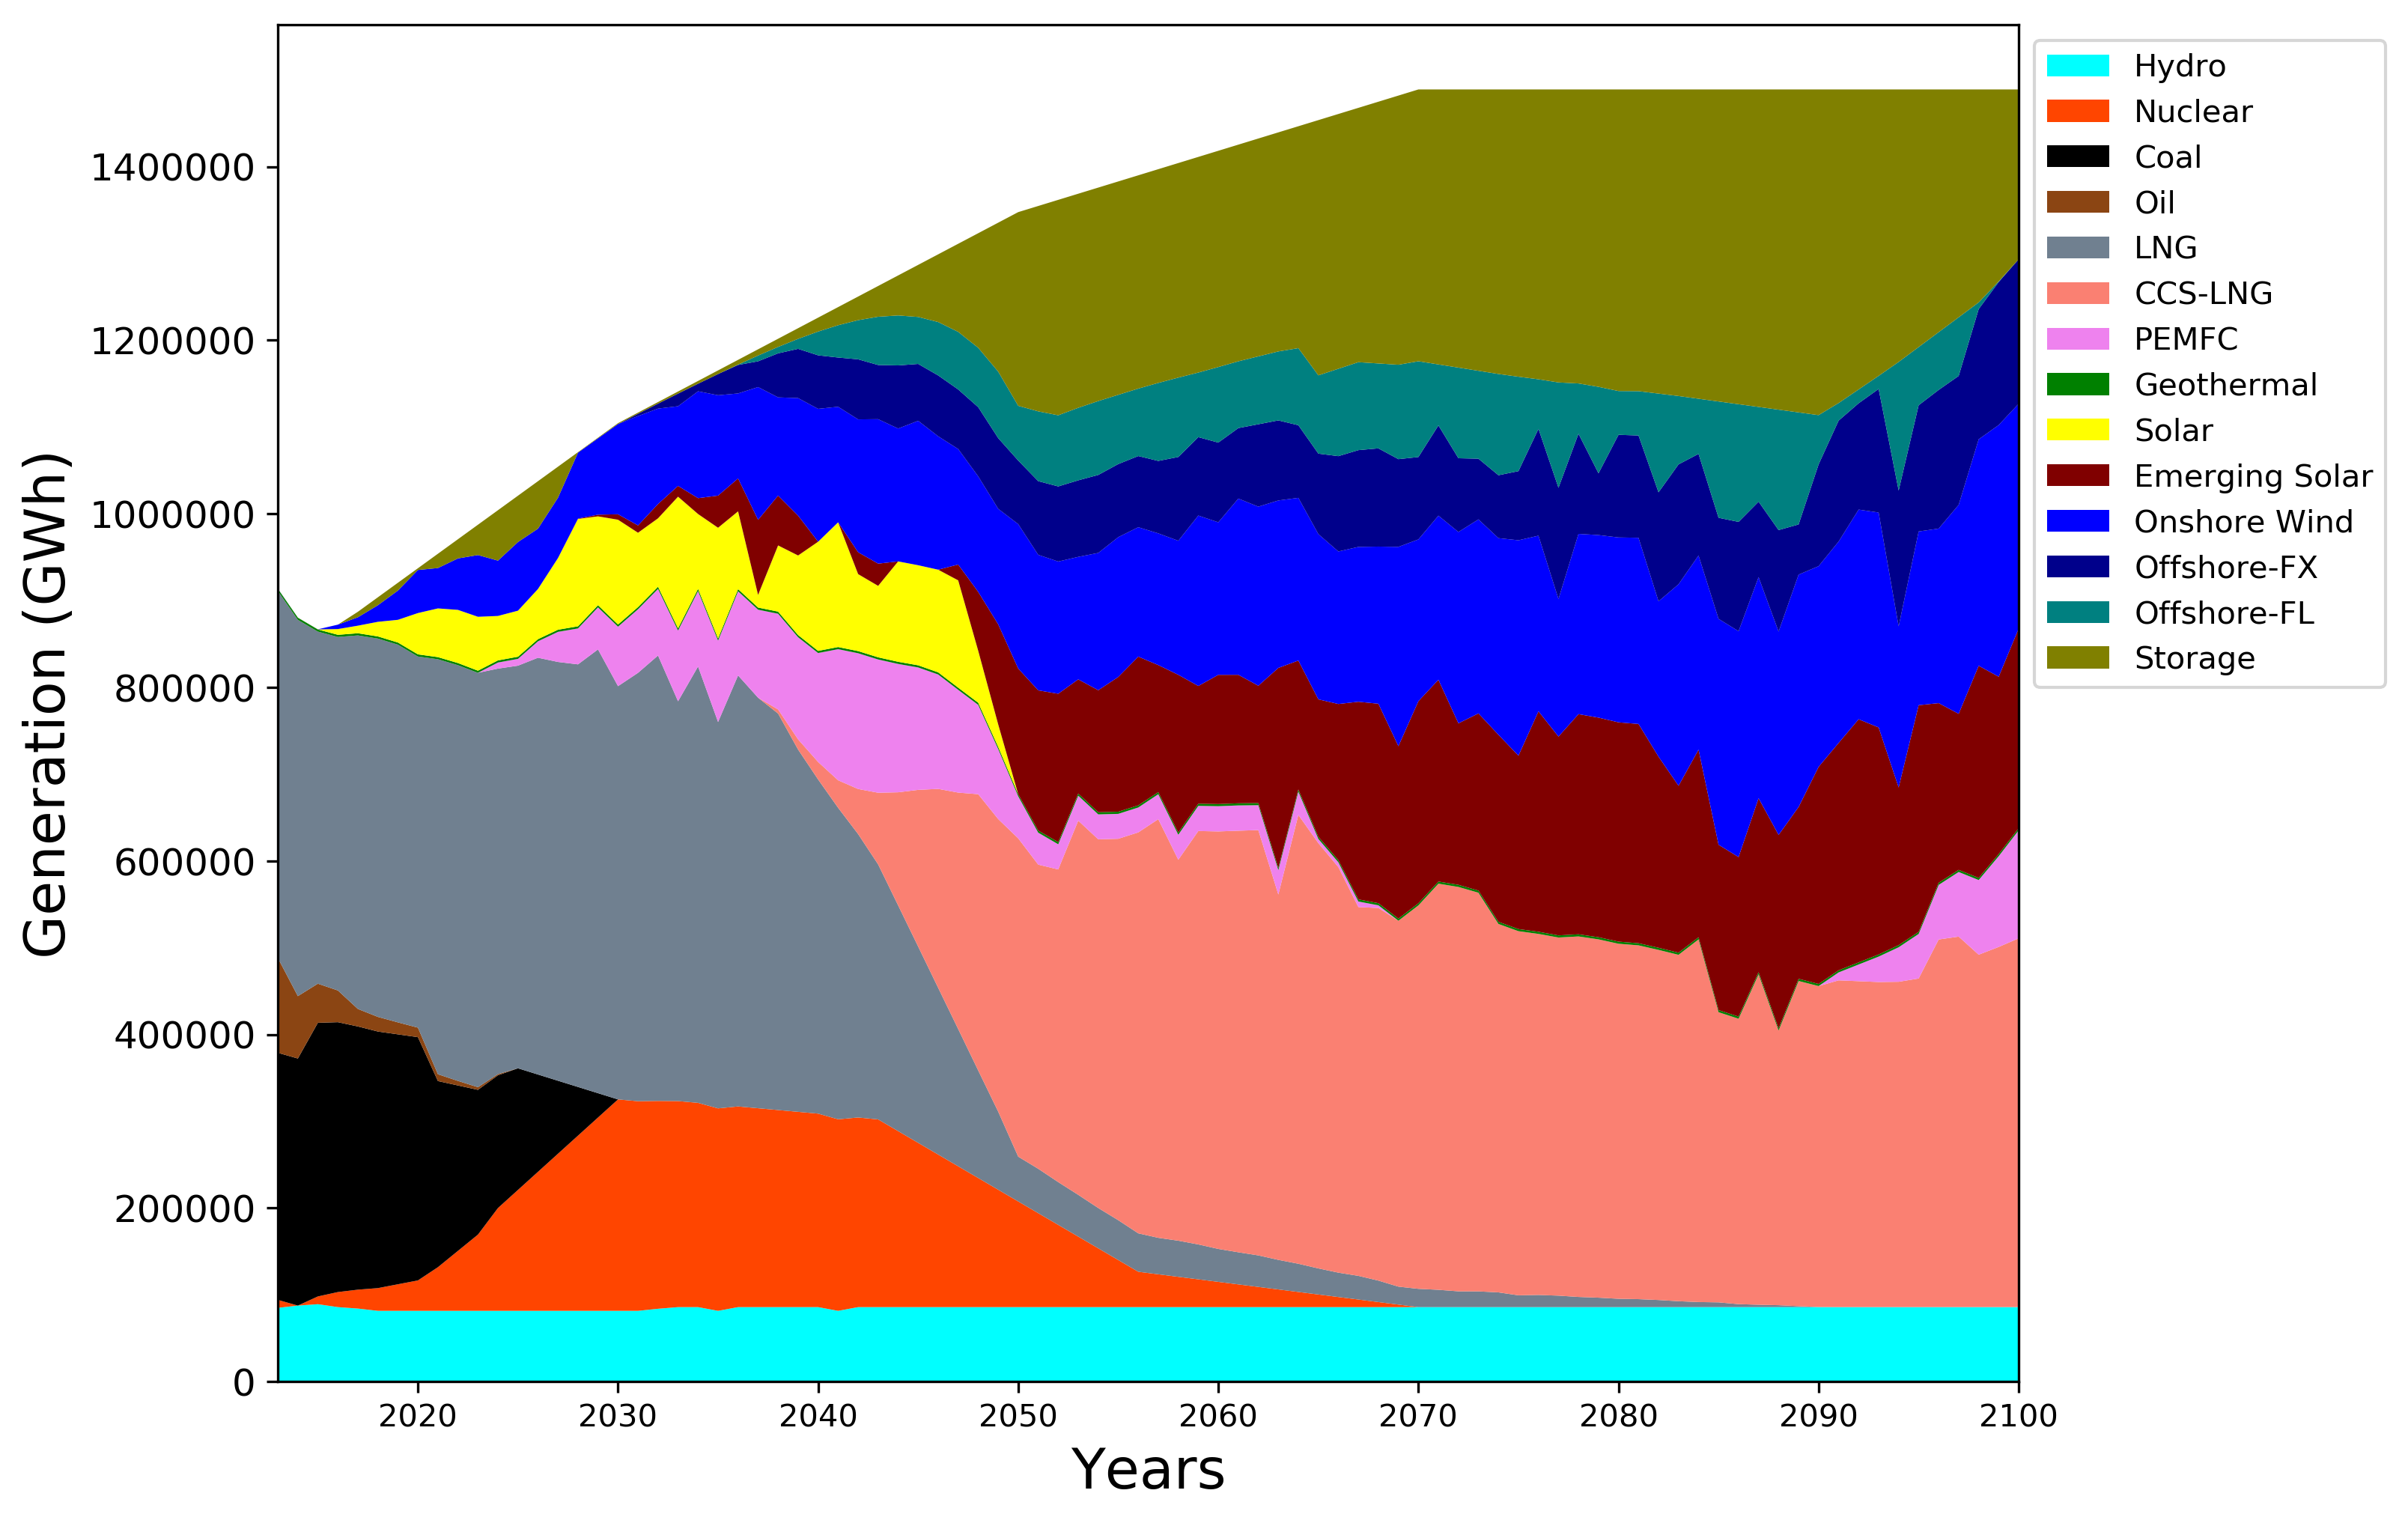 Generation (GWh)
1400000
1200000
1000000
800000
600000
400000
200000
0
2020 2030 2040 2050 2060 2070 2080 2090 2100
Years
Hydro
Nuclear
Coal
Oil
LNG
CCS-LNG
PEMFC
Geothermal
Solar
Emerging Solar
Onshore Wind
Offshore-FX
Offshore-FL
Storage